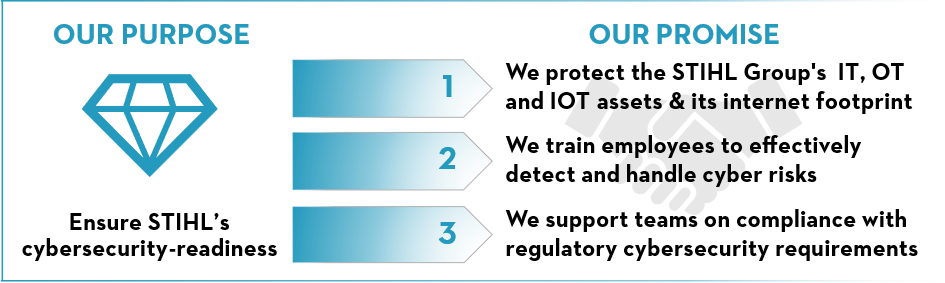 OUR PURPOSE
Ensure STIHL’s
cybersecurity-readiness
OUR PROMISE
1
We protect the STIHL Group's IT, OT
and IOT assets & its internet footprint
2
We train employees to effectively
detect and handle cyber risks
3
We support teams on compliance with
regulatory cybersecurity requirements